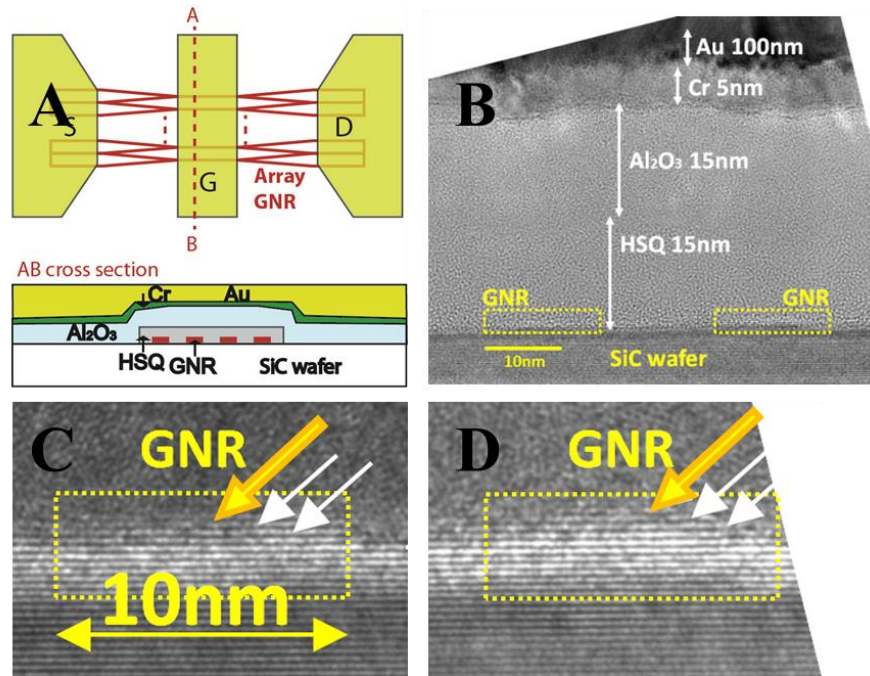 A
A
S
D
G
Array
GNR
B
AB cross section
Cr
Au
Al₂O₃
HSQ
GNR
SiC wafer
B
Au 100nm
Cr 5nm
Al₂O₃ 15nm
HSQ 15nm
GNR
GNR
10nm
SiC wafer
C
GNR
10nm
D
GNR